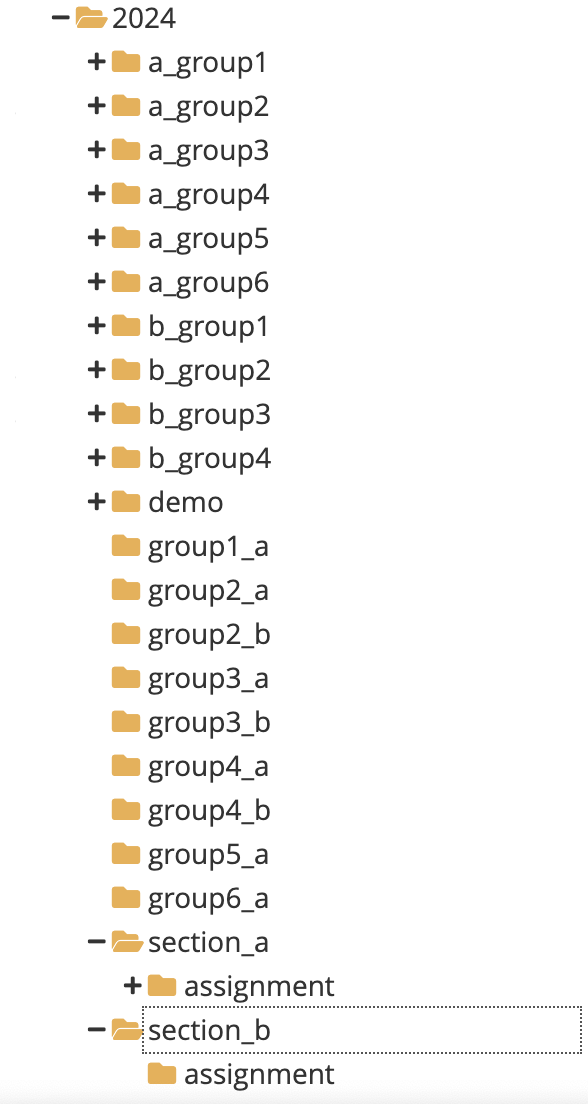 2024
a_group1
a_group2
a_group3
a_group4
a_group5
a_group6
b_group1
b_group2
b_group3
b_group4
demo
group1_a
group2_a
group2_b
group3_a
group3_b
group4_a
group4_b
group5_a
group6_a
section_a
assignment
section_b
assignment